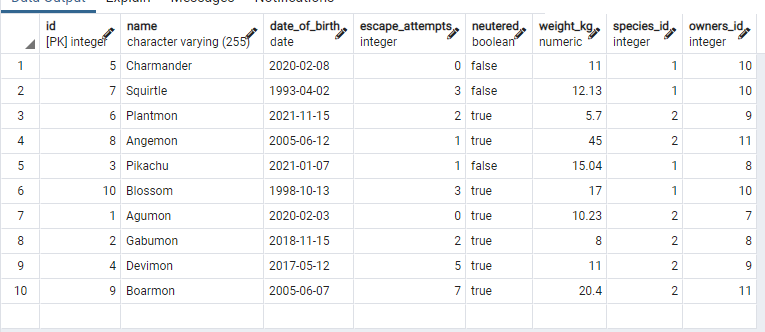 Data Output Explain Messages Notifications
id name date_of_birth escape_attempts neutered weight_kg species_id owners_id
[PK] integer character varying (255) date integer boolean numeric integer integer
1 5 Charmander 2020-02-08 0 false 11 1 10
2 7 Squirtle 1993-04-02 3 false 12.13 1 10
3 6 Plantmon 2021-11-15 2 true 5.7 2 9
4 8 Angemon 2005-06-12 1 true 45 2 11
5 3 Pikachu 2021-01-07 1 false 15.04 1 8
6 10 Blossom 1998-10-13 3 true 17 1 10
7 1 Agumon 2020-02-03 0 true 10.23 2 7
8 2 Gabumon 2018-11-15 2 true 8 2 8
9 4 Devimon 2017-05-12 5 true 11 2 9
10 9 Boarmon 2005-06-07 7 true 20.4 2 11